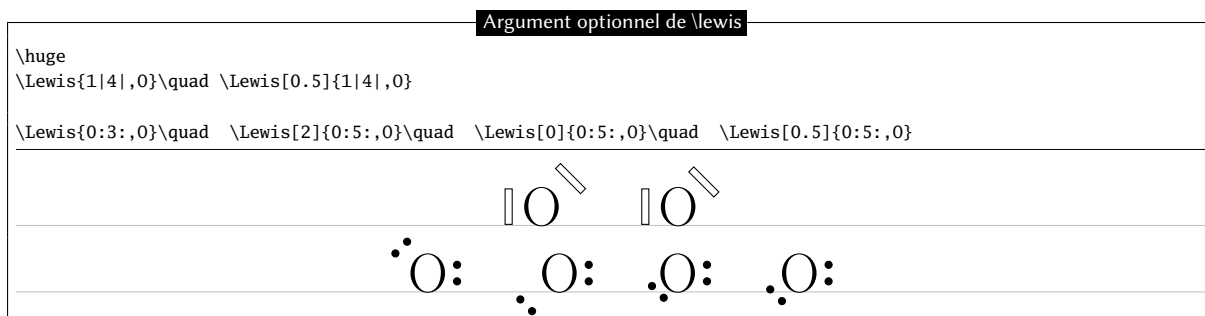 Argument optionnel de \lewis
\huge
\Lewis{1|4|,O}\quad \Lewis[0.5]{1|4|,O}
\Lewis{0:3:,O}\quad \Lewis[2]{0:5:,O}\quad \Lewis[0]{0:5:,O}\quad \Lewis[0.5]{0:5:,O}
O O
O: O: O: O: